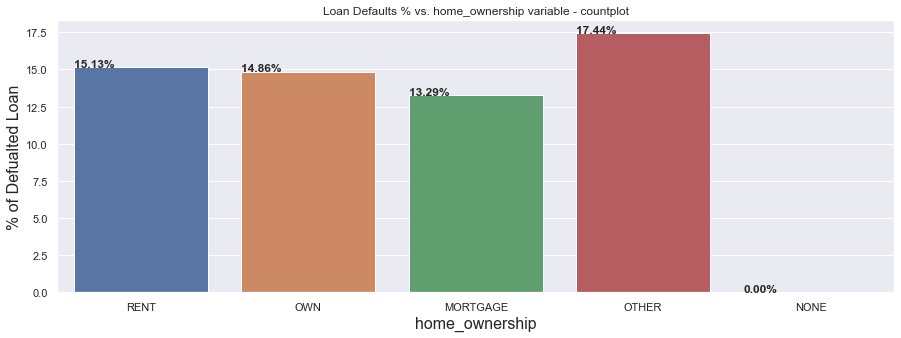 Loan Defaults % vs. home_ownership variable - countplot
17.5
15.0
12.5
10.0
7.5
5.0
2.5
0.0
% of Defualted Loan
15.13%
14.86%
13.29%
17.44%
0.00%
RENT
OWN
MORTGAGE
OTHER
NONE
home_ownership